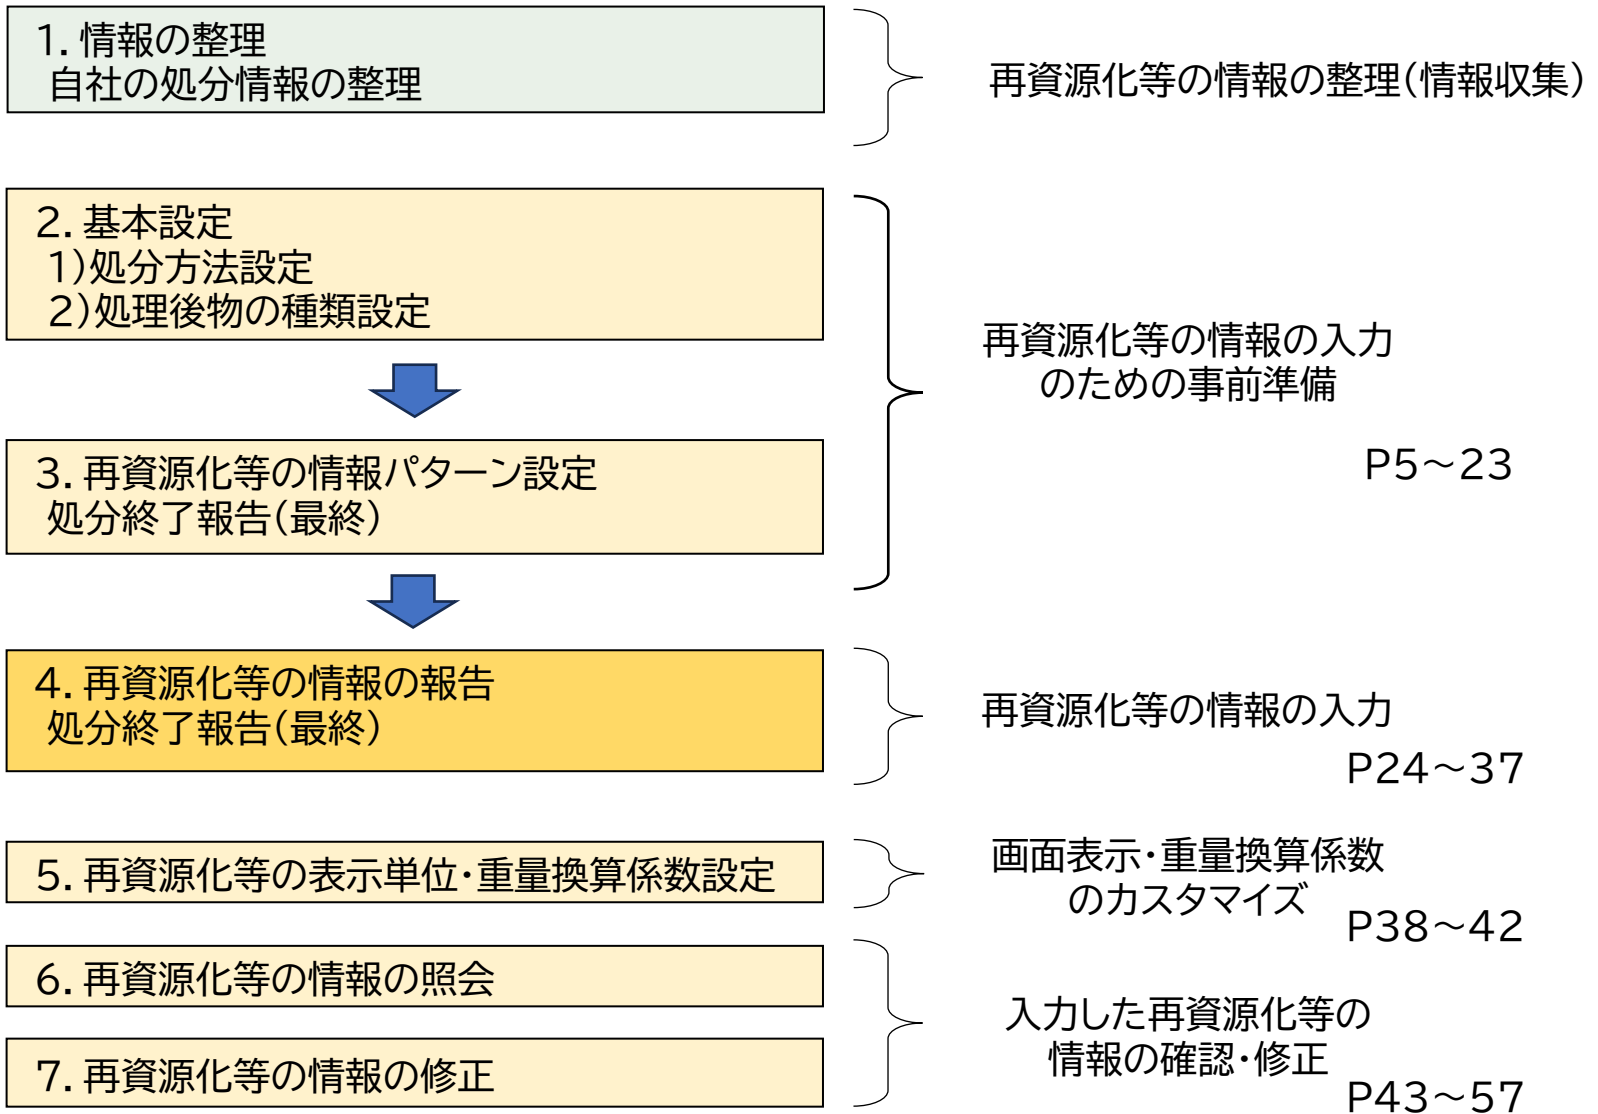 1．情報の整理
自社の処分情報の整理
再資源化等の情報の整理（情報収集）
2．基本設定
1）処分方法設定
2）処理後物の種類設定
3．再資源化等の情報パターン設定
処分終了報告（最終）
再資源化等の情報の入力
のための事前準備
P5～23
4．再資源化等の情報の報告
処分終了報告（最終）
再資源化等の情報の入力
P24～37
5．再資源化等の表示単位・重量換算係数設定
画面表示・重量換算係数
のカスタマイズ
P38～42
6．再資源化等の情報の照会
7．再資源化等の情報の修正
入力した再資源化等の
情報の確認・修正
P43～57